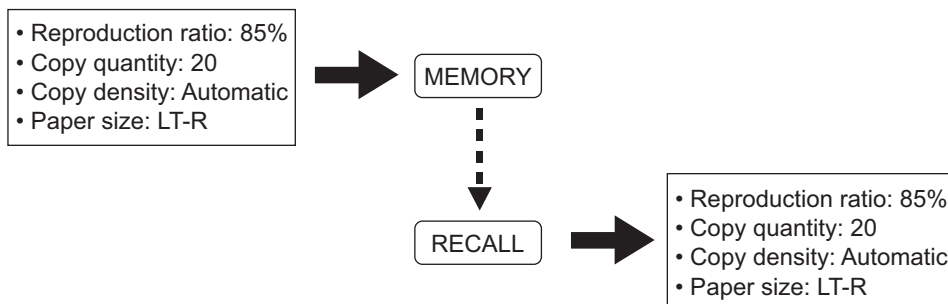 • Reproduction ratio: 85%
• Copy quantity: 20
• Copy density: Automatic
• Paper size: LT-R
MEMORY
RECALL
• Reproduction ratio: 85%
• Copy quantity: 20
• Copy density: Automatic
• Paper size: LT-R